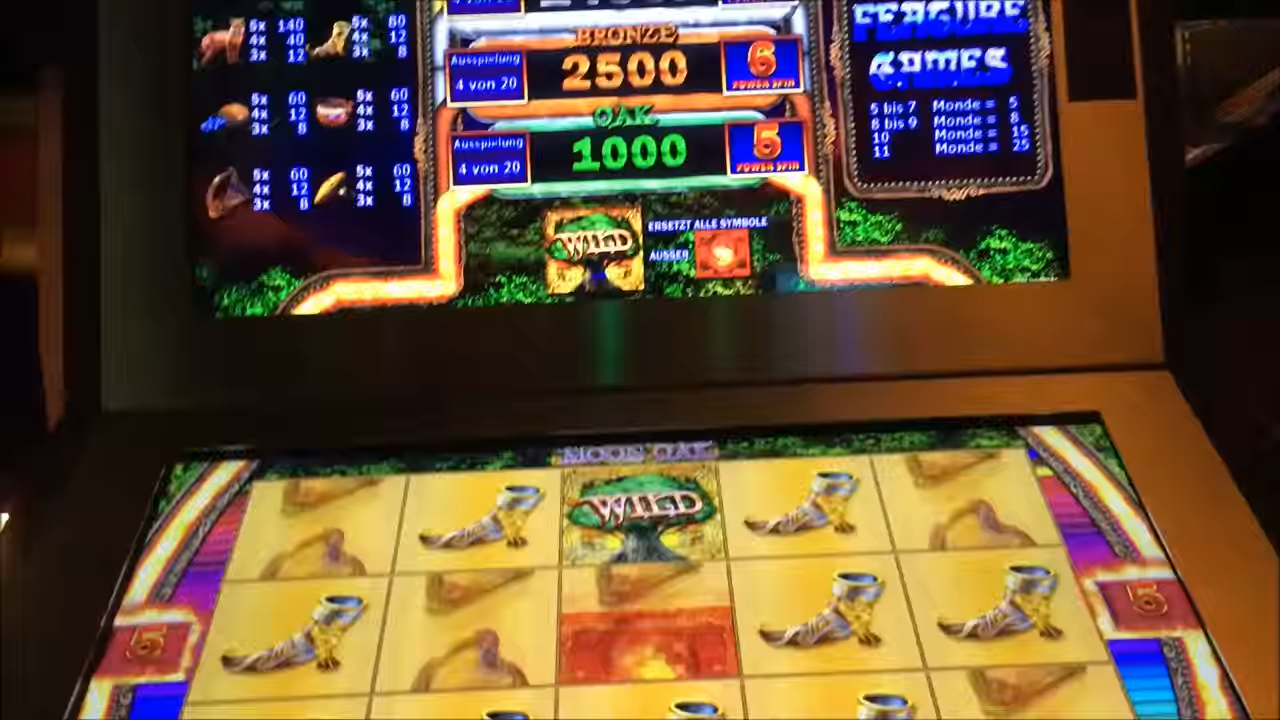 5x 140
4x 40
3x 12
5x 60
4x 12
3x 8
5x 60
4x 12
3x 8
5x 60
4x 12
3x 8
5x 60
4x 12
3x 8
5x 60
4x 12
3x 8
BRONZE
Ausspielung
4 von 20
2500
6
POWER SPIN
OAK
Ausspielung
4 von 20
1000
5
POWER SPIN
WILD
ERSETZT ALLE SYMBOLE
AUSSER
GAMES
5 bis 7 Monde = 5
8 bis 9 Monde = 8
10 Monde = 15
11 Monde = 25
MOON OAK
WILD
5
5